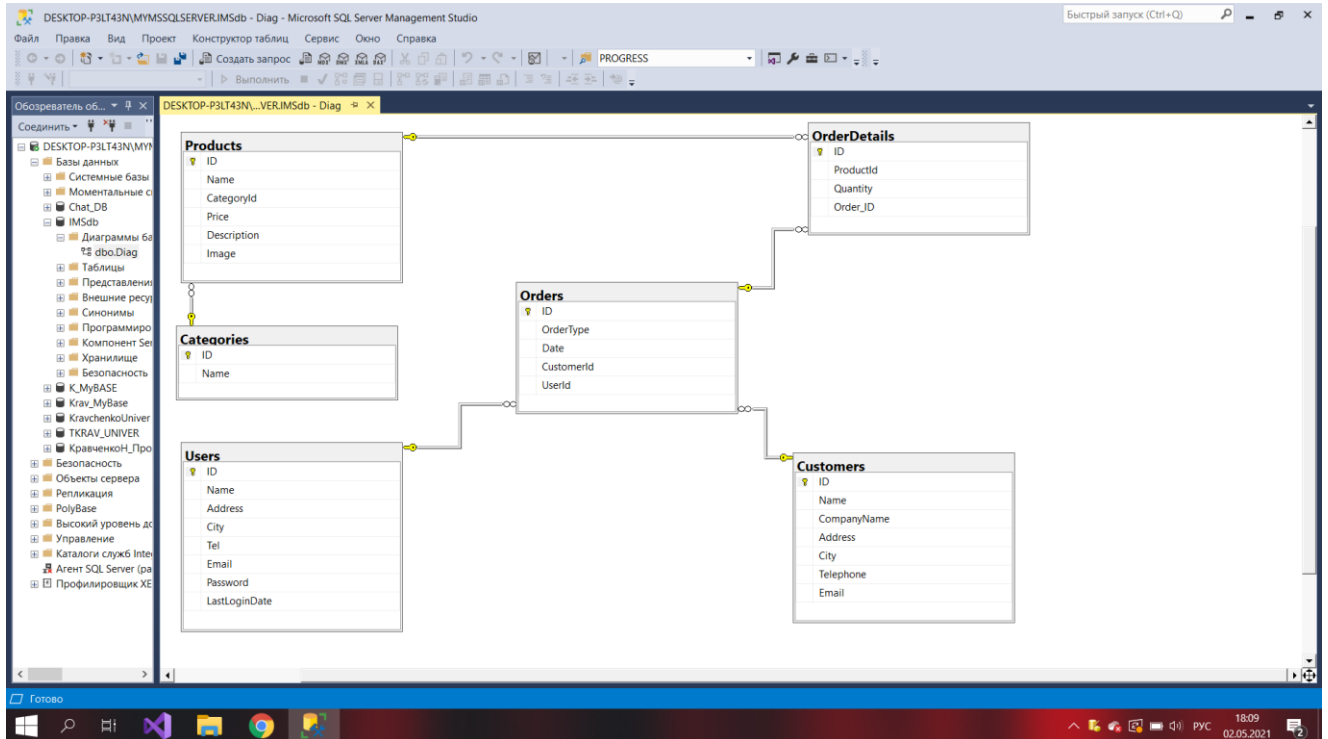 DESKTOP-P3LT43N\MYMSSQLSERVER.IMSdb - Diag - Microsoft SQL Server Management Studio
Быстрый запуск (Ctrl+Q)
Файл Правка Вид Проект Конструктор таблиц Сервис Окно Справка
Создать запрос
PROGRESS
Выполнить
Обозреватель об...
DESKTOP-P3LT43N\...VER.IMSdb - Diag
Соединить
DESKTOP-P3LT43N\MYM
Базы данных
Системные базы
Моментальные с
Chat_DB
IMSdb
Диаграммы ба
dbo.Diag
Таблицы
Представления
Внешние ресу
Синонимы
Программиро
Компонент Ser
Хранилище
Безопасность
K_MyBASE
Krav_MyBase
KravchenkoUniver
TKRAV_UNIVER
КравченкоН_Про
Безопасность
Объекты сервера
Репликация
PolyBase
Высокий уровень до
Управление
Каталоги служб Inte
Агент SQL Server (ра
Профилировщик XE
Products
ID
Name
CategoryId
Price
Description
Image
OrderDetails
ID
ProductId
Quantity
Order_ID
Orders
ID
OrderType
Date
CustomerId
UserId
Categories
ID
Name
Users
ID
Name
Address
City
Tel
Email
Password
LastLoginDate
Customers
ID
Name
CompanyName
Address
City
Telephone
Email
Готово
РУС
18:09
02.05.2021
2